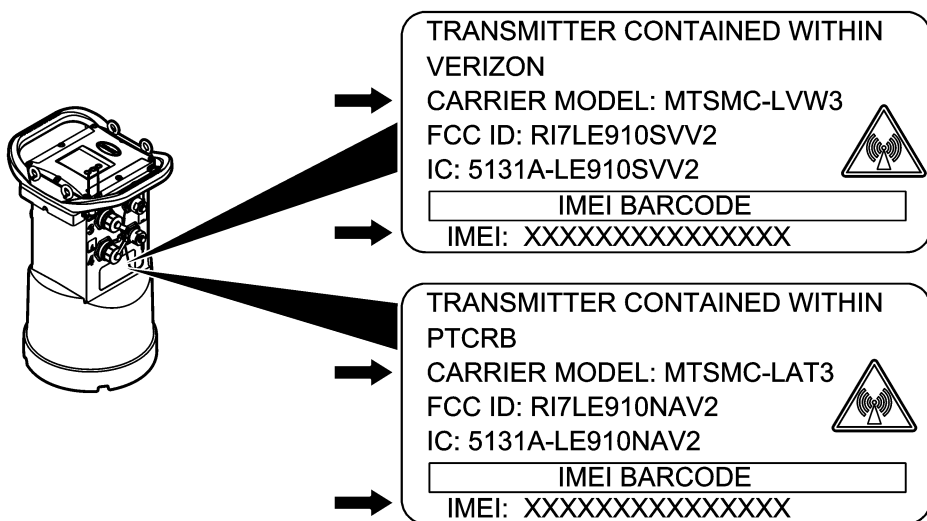 TRANSMITTER CONTAINED WITHIN
VERIZON
CARRIER MODEL: MTSMC-LVW3
FCC ID: RI7LE910SVV2
IC: 5131A-LE910SVV2
IMEI BARCODE
IMEI: XXXXXXXXXXXXXXX
TRANSMITTER CONTAINED WITHIN
PTCRB
CARRIER MODEL: MTSMC-LAT3
FCC ID: RI7LE910NAV2
IC: 5131A-LE910NAV2
IMEI BARCODE
IMEI: XXXXXXXXXXXXXXX